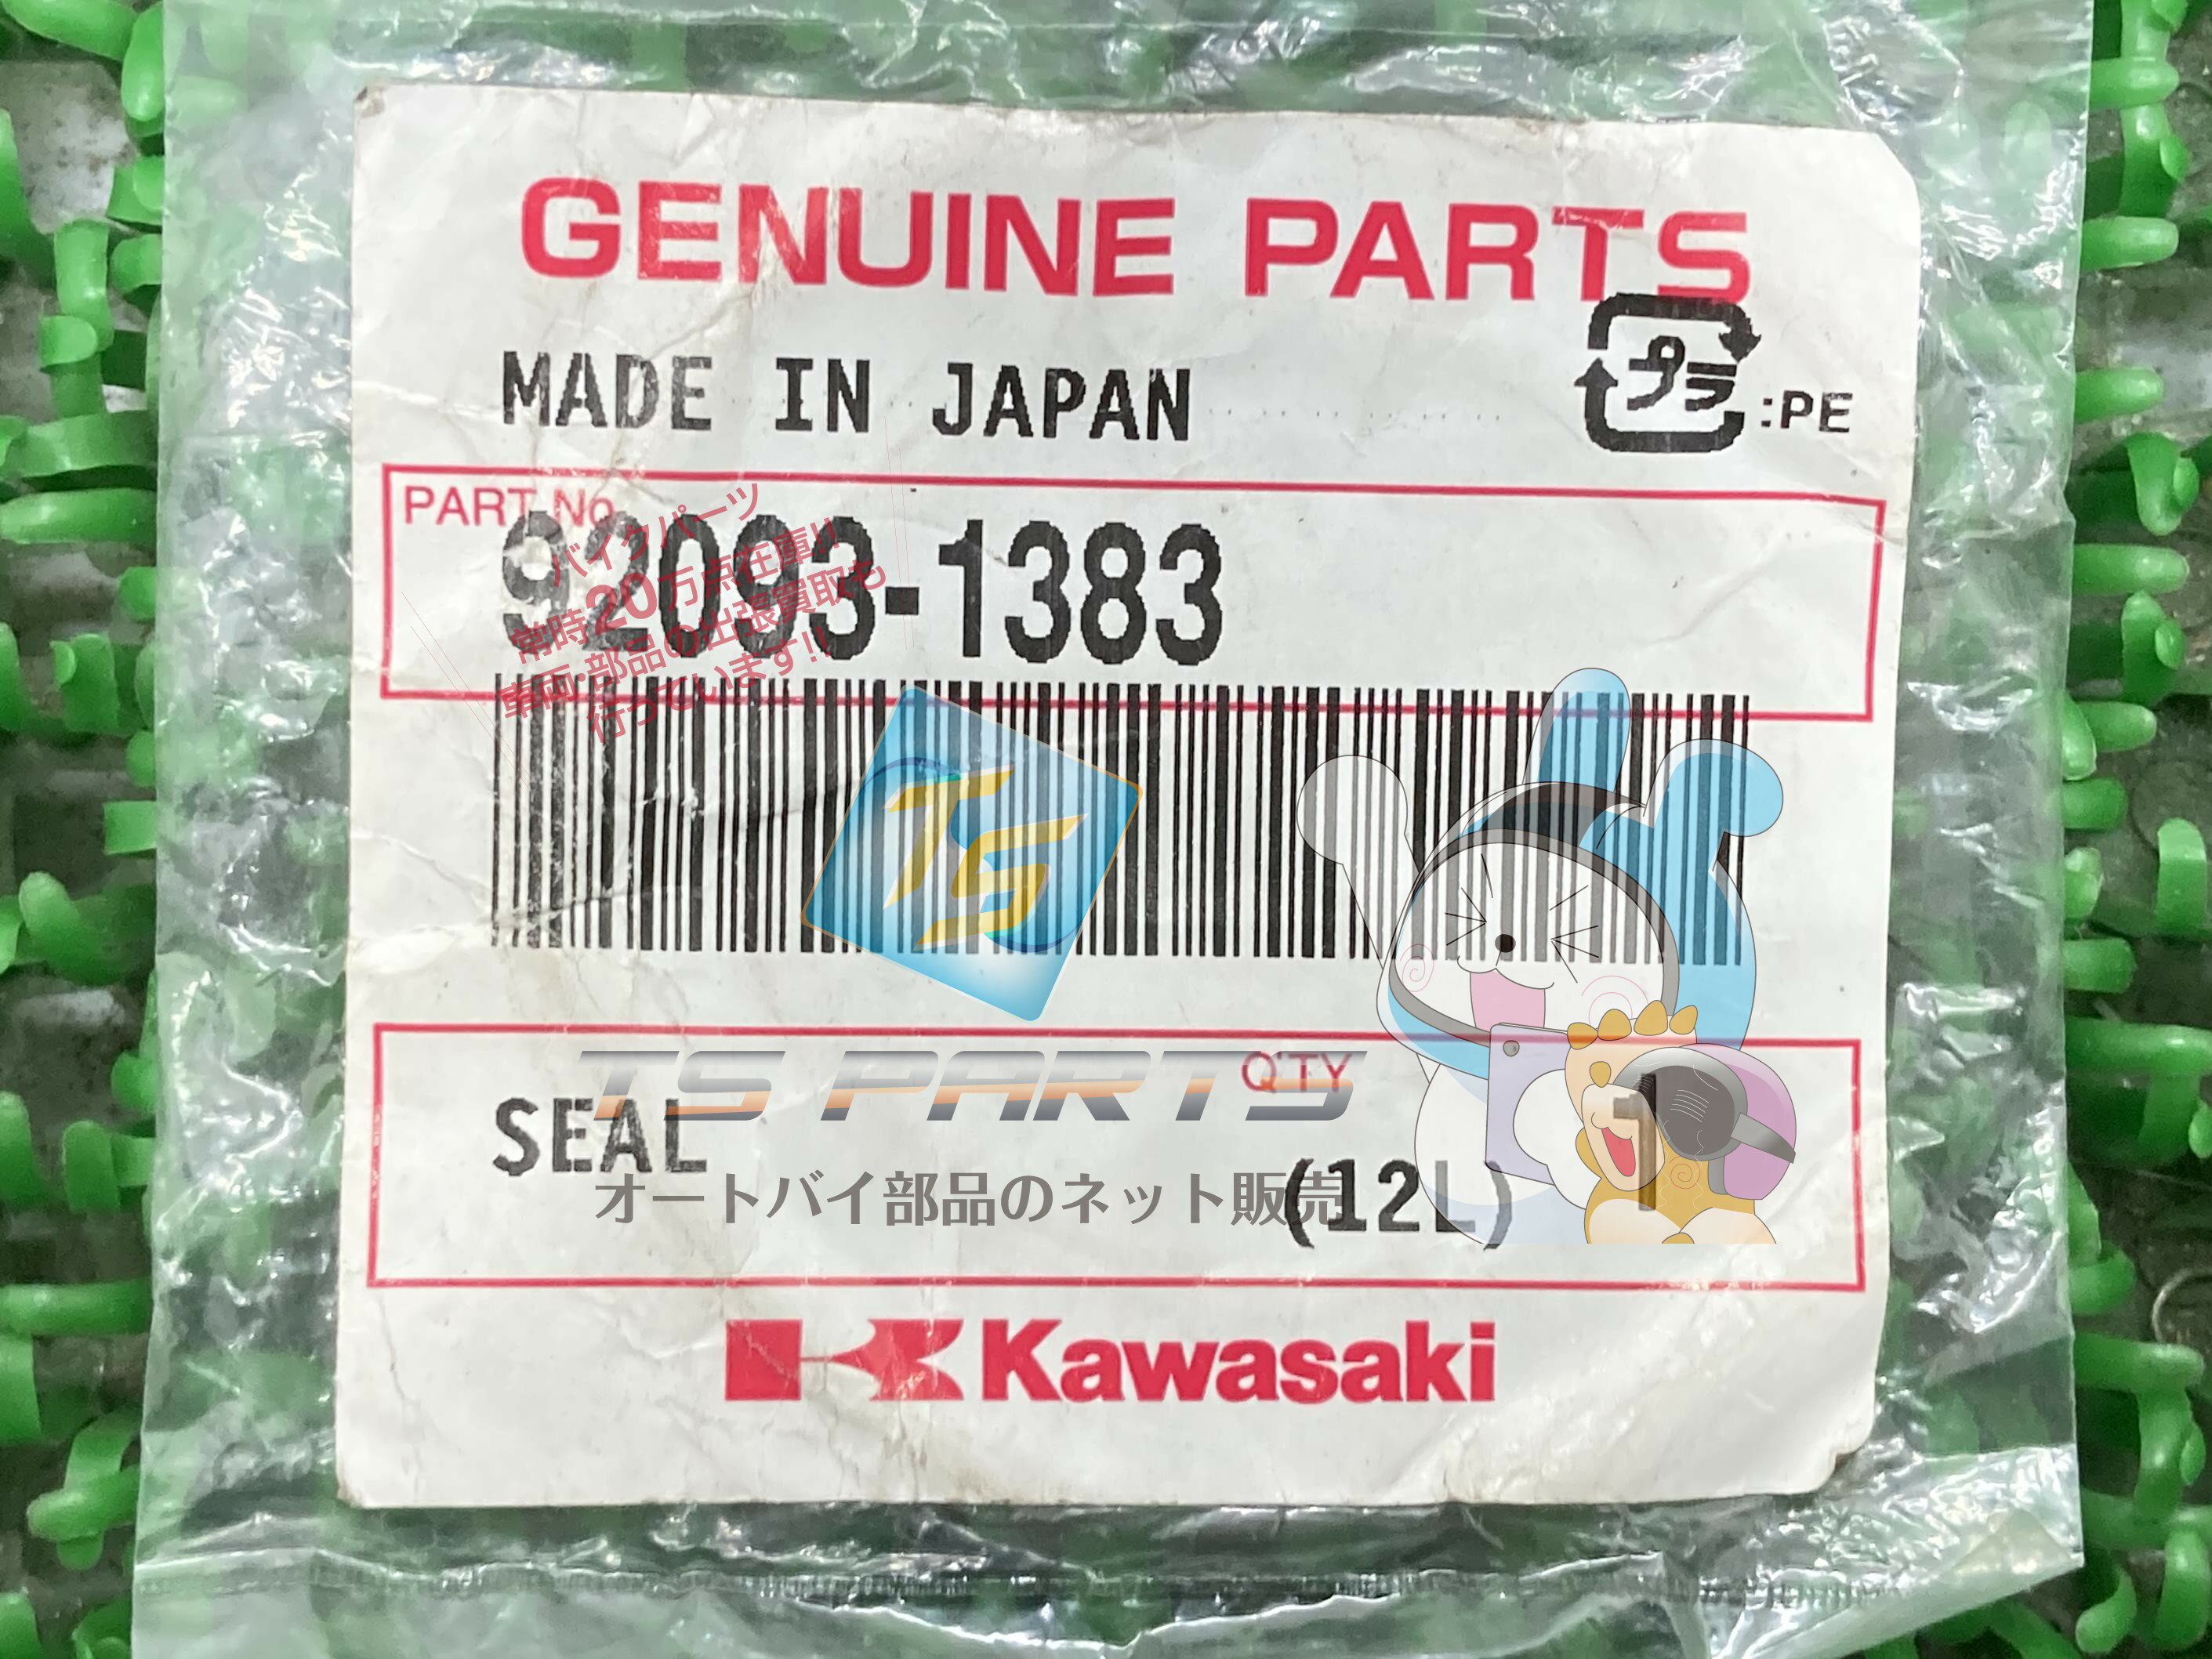 GENUINE PARTS
MADE IN JAPAN
プラ :PE
PART No.
92093-1383
バイクパーツ
常時20万点在庫!!
車両・部品の出張買取も
行っています!!
TS
TS PARTS
Q'TY
SEAL
1
オートバイ部品のネット販売
(12L)
Kawasaki